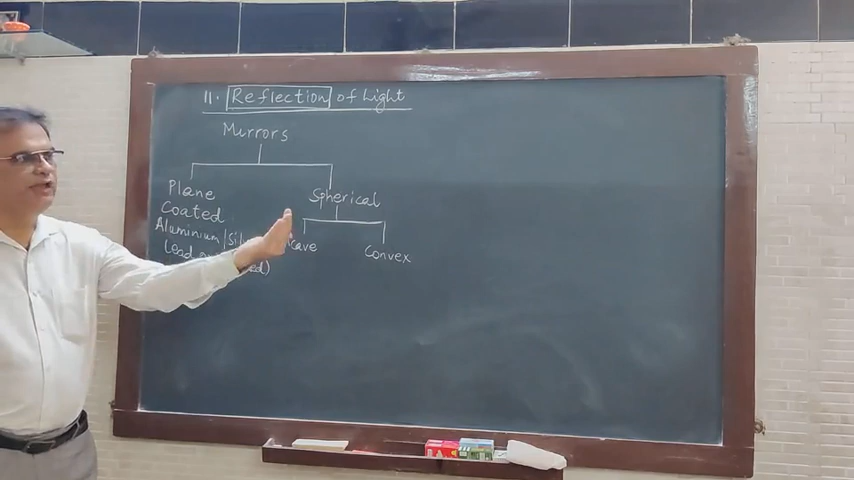 11. Reflection of Light
Mirrors
Plane
Spherical
Coated
Aluminium/
Convex